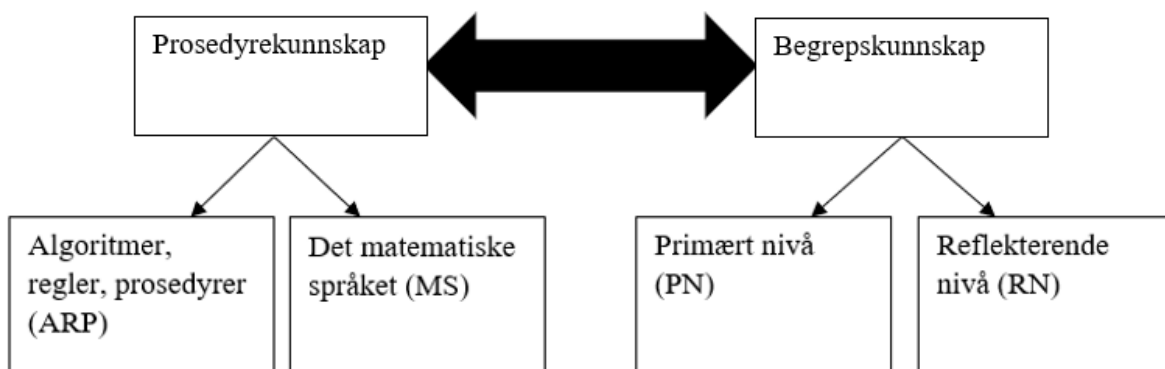 Prosedyrekunnskap
Begrepskunnskap
Algoritmer,
regler, prosedyrer
(ARP)
Det matematiske
språket (MS)
Primært nivå
(PN)
Reflekterende
nivå (RN)